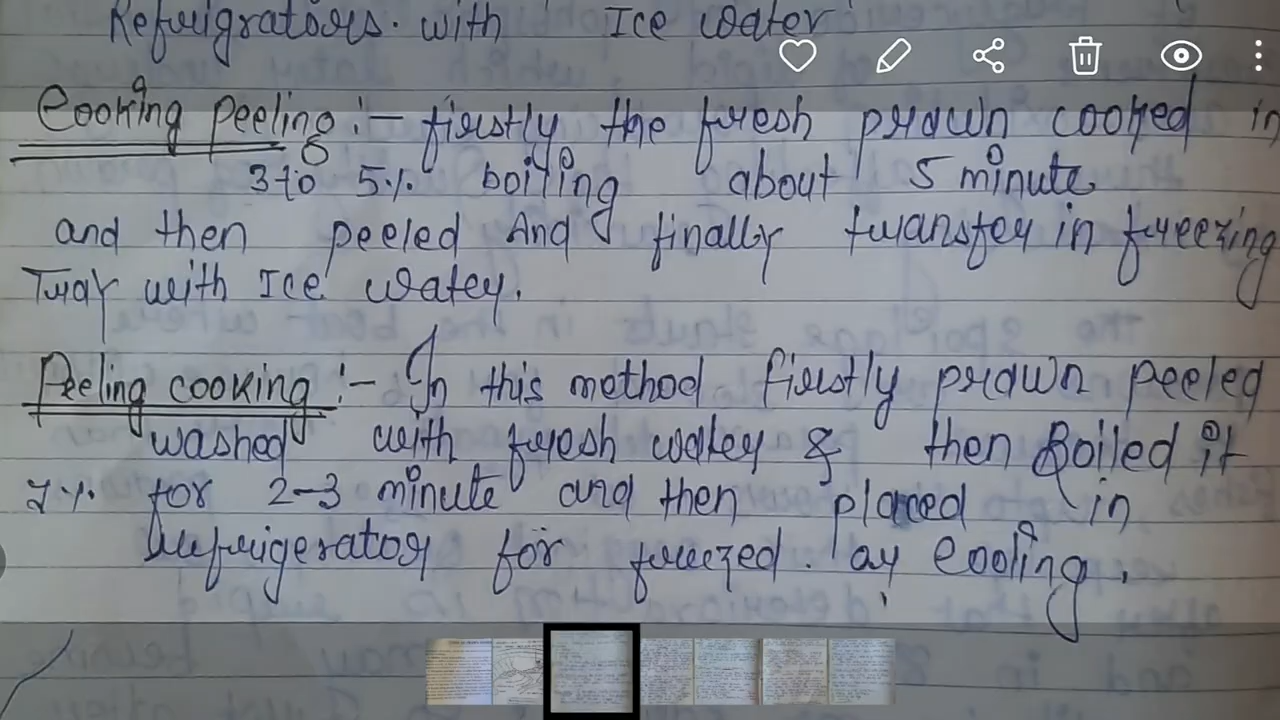 Refrigratoors. with Ice water
Cooking peeling :- firstly the fresh prawn cooked in
3 to 5% boiling about 5 minute
and then peeled And finally transfer in freezing
Tray with Ice water.
Peeling cooking :- In this method firstly prawn peeled
washed with fresh water & then Boiled it
7% for 2-3 minute and then placed in
Refrigerator for freezed. ay cooling.